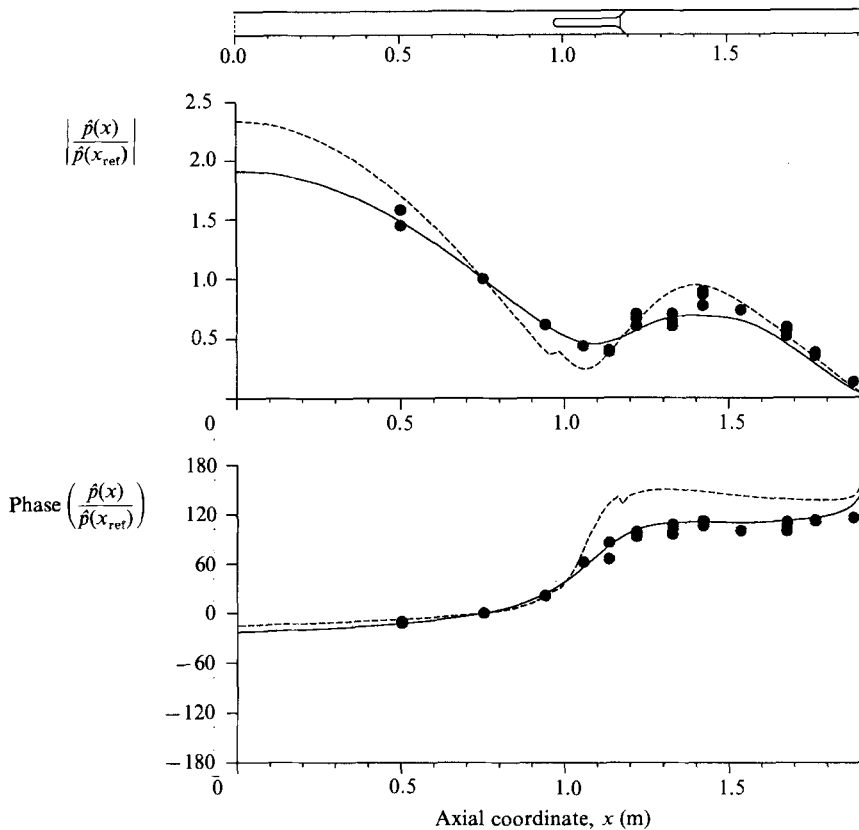 0.0 0.5 1.0 1.5
2.5
|p̂(x)/p̂(x_ref)|
2.0
1.5
1.0
0.5
0 0.5 1.0 1.5
180
Phase (p̂(x)/p̂(x_ref))
120
60
0
−60
−120
−180
0 0.5 1.0 1.5
Axial coordinate, x (m)